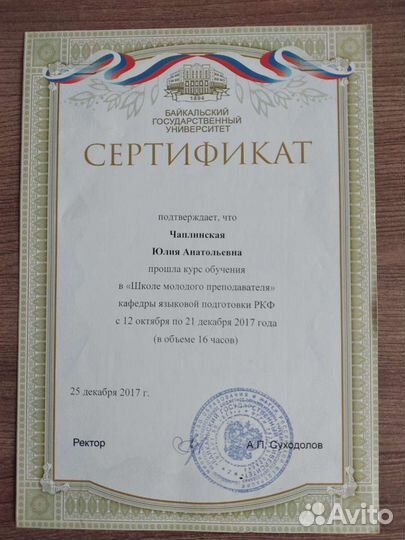 1894
БАЙКАЛЬСКИЙ
ГОСУДАРСТВЕННЫЙ
УНИВЕРСИТЕТ
СЕРТИФИКАТ
подтверждает, что
Чаплинская
Юлия Анатольевна
прошла курс обучения
в «Школе молодого преподавателя»
кафедры языковой подготовки РКФ
с 12 октября по 21 декабря 2017 года
(в объеме 16 часов)
25 декабря 2017 г.
Ректор
А.П. Суходолов
Avito